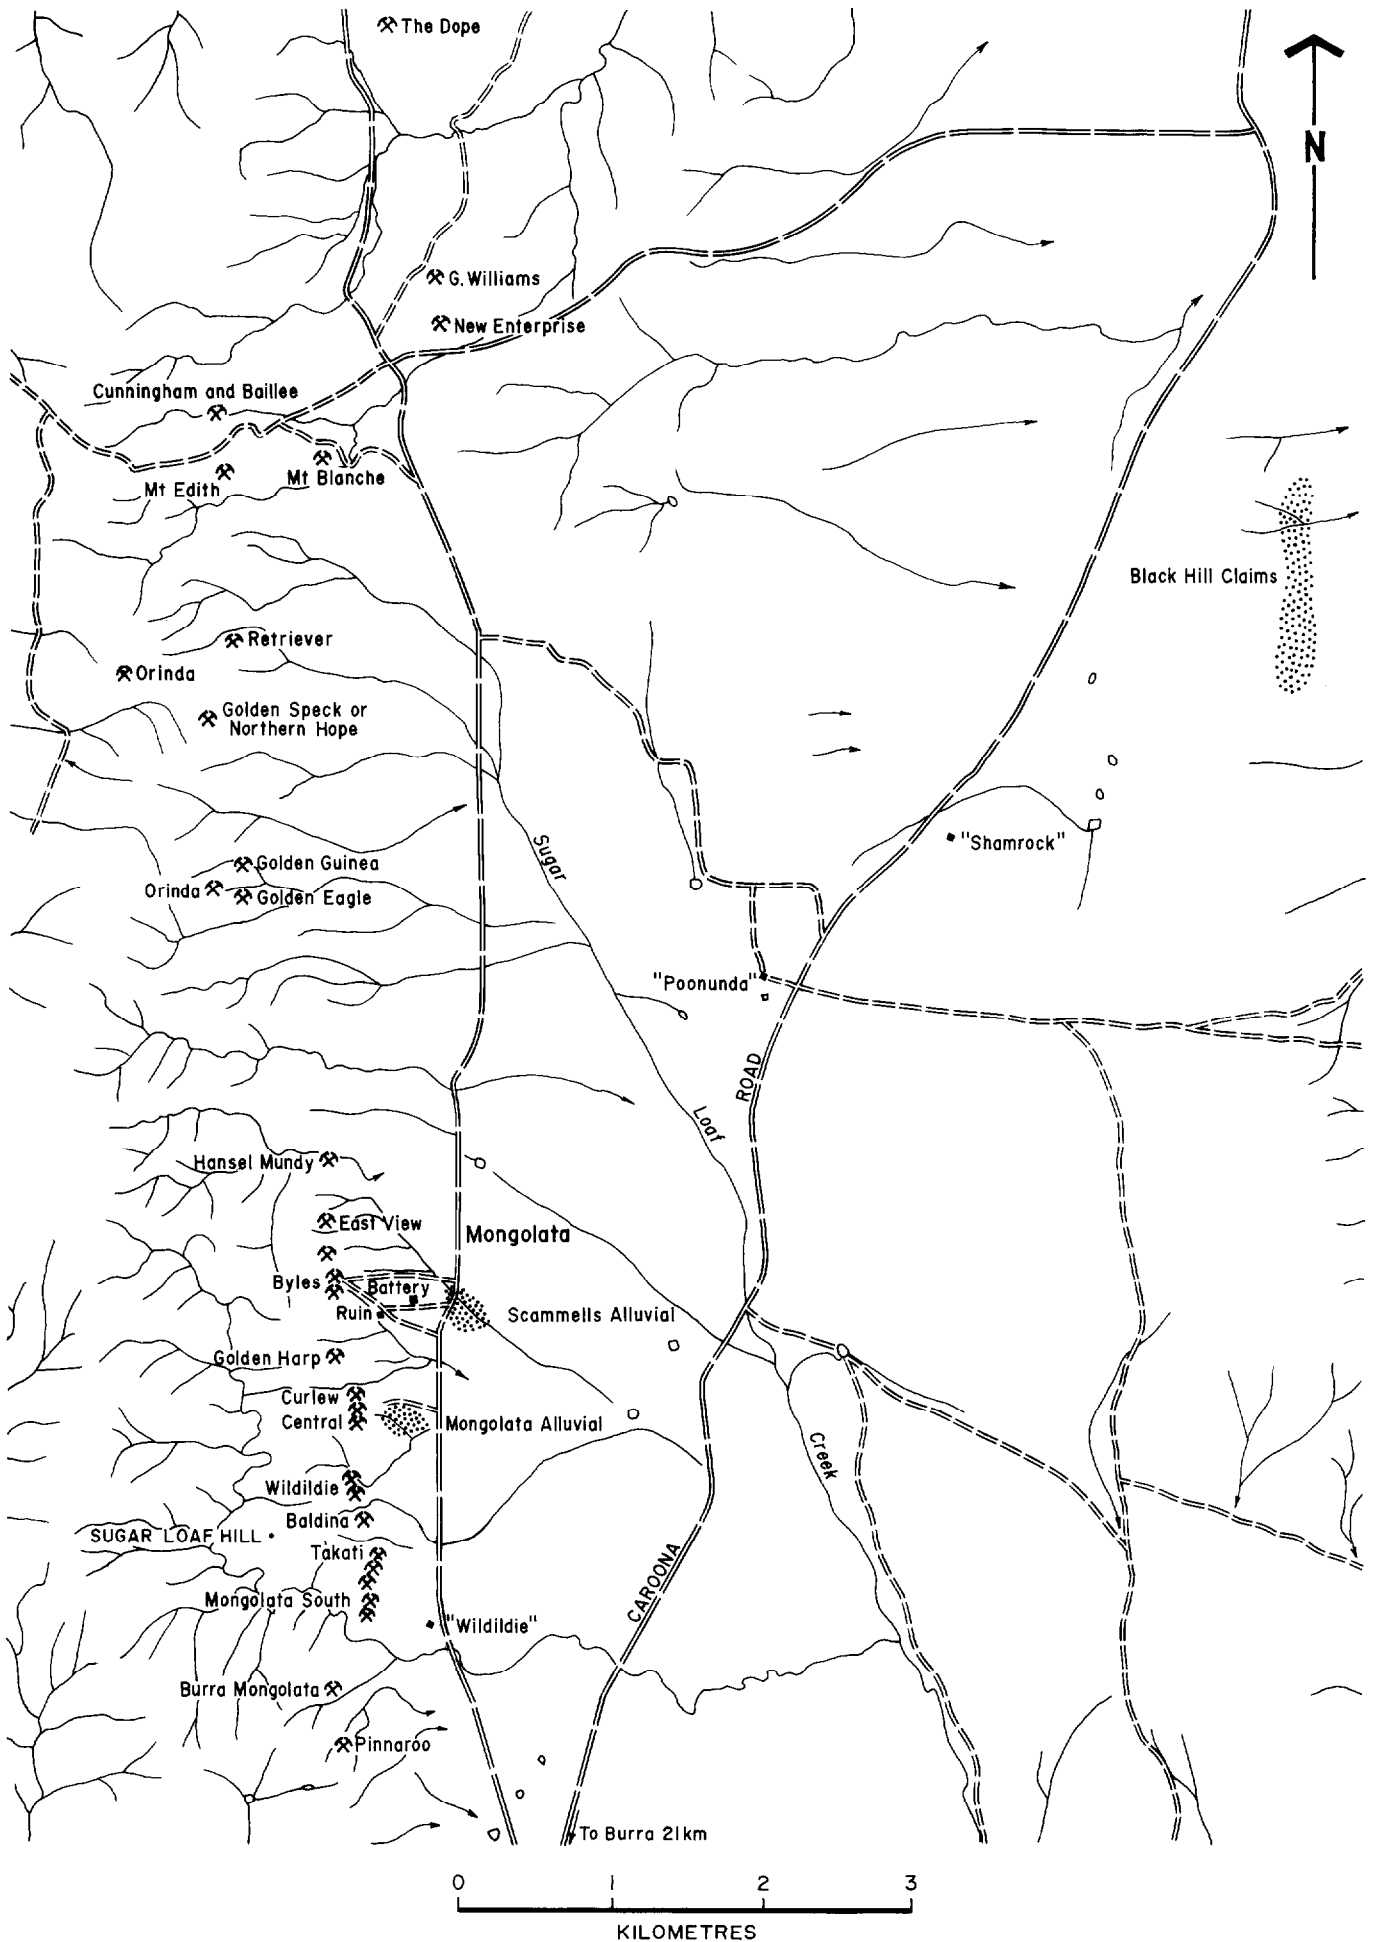 The Dope
N
G. Williams
New Enterprise
Cunningham and Baillee
Mt Edith
Mt Blanche
Black Hill Claims
Retriever
Orinda
Golden Speck or
Northern Hope
Sugar
"Shamrock"
Golden Guinea
Orinda
Golden Eagle
"Poonunda"
ROAD
Loaf
Hansel Mundy
East View
Mongolata
Byles
Battery
Ruin
Scammells Alluvial
Golden Harp
Curlew
Central
Mongolata Alluvial
Creek
Wildildie
Baldina
SUGAR LOAF HILL
Takati
CAROONA
Mongolata South
"Wildildie"
Burra Mongolata
Pinnaroo
To Burra 21km
0 1 2 3
KILOMETRES